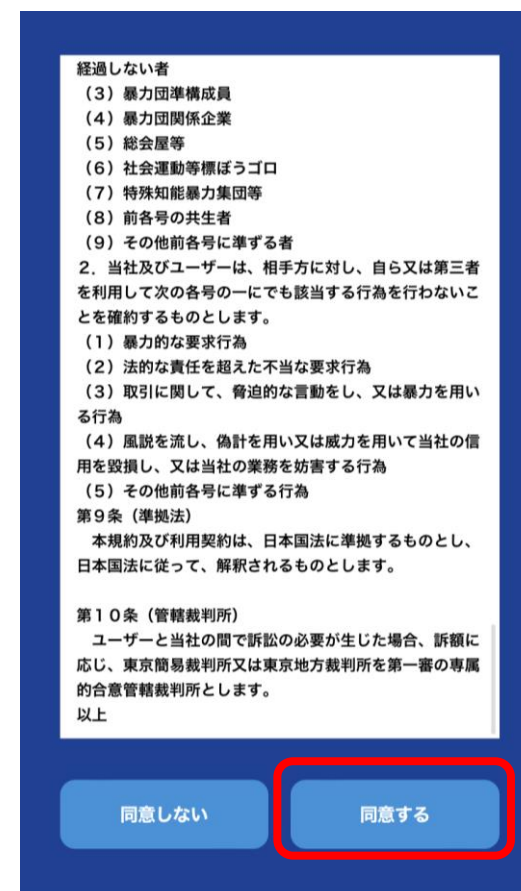 経過しない者
（3）暴力団準構成員
（4）暴力団関係企業
（5）総会屋等
（6）社会運動等標ぼうゴロ
（7）特殊知能暴力集団等
（8）前各号の共生者
（9）その他前各号に準ずる者
2．当社及びユーザーは、相手方に対し、自ら又は第三者
を利用して次の各号の一にでも該当する行為を行わないこ
とを確約するものとします。
（1）暴力的な要求行為
（2）法的な責任を超えた不当な要求行為
（3）取引に関して、脅迫的な言動をし、又は暴力を用い
る行為
（4）風説を流し、偽計を用い又は威力を用いて当社の信
用を毀損し、又は当社の業務を妨害する行為
（5）その他前各号に準ずる行為
第９条（準拠法）
　本規約及び利用契約は、日本国法に準拠するものとし、
日本国法に従って、解釈されるものとします。
第１０条（管轄裁判所）
　ユーザーと当社の間で訴訟の必要が生じた場合、訴額に
応じ、東京簡易裁判所又は東京地方裁判所を第一審の専属
的合意管轄裁判所とします。
以上
同意しない
同意する